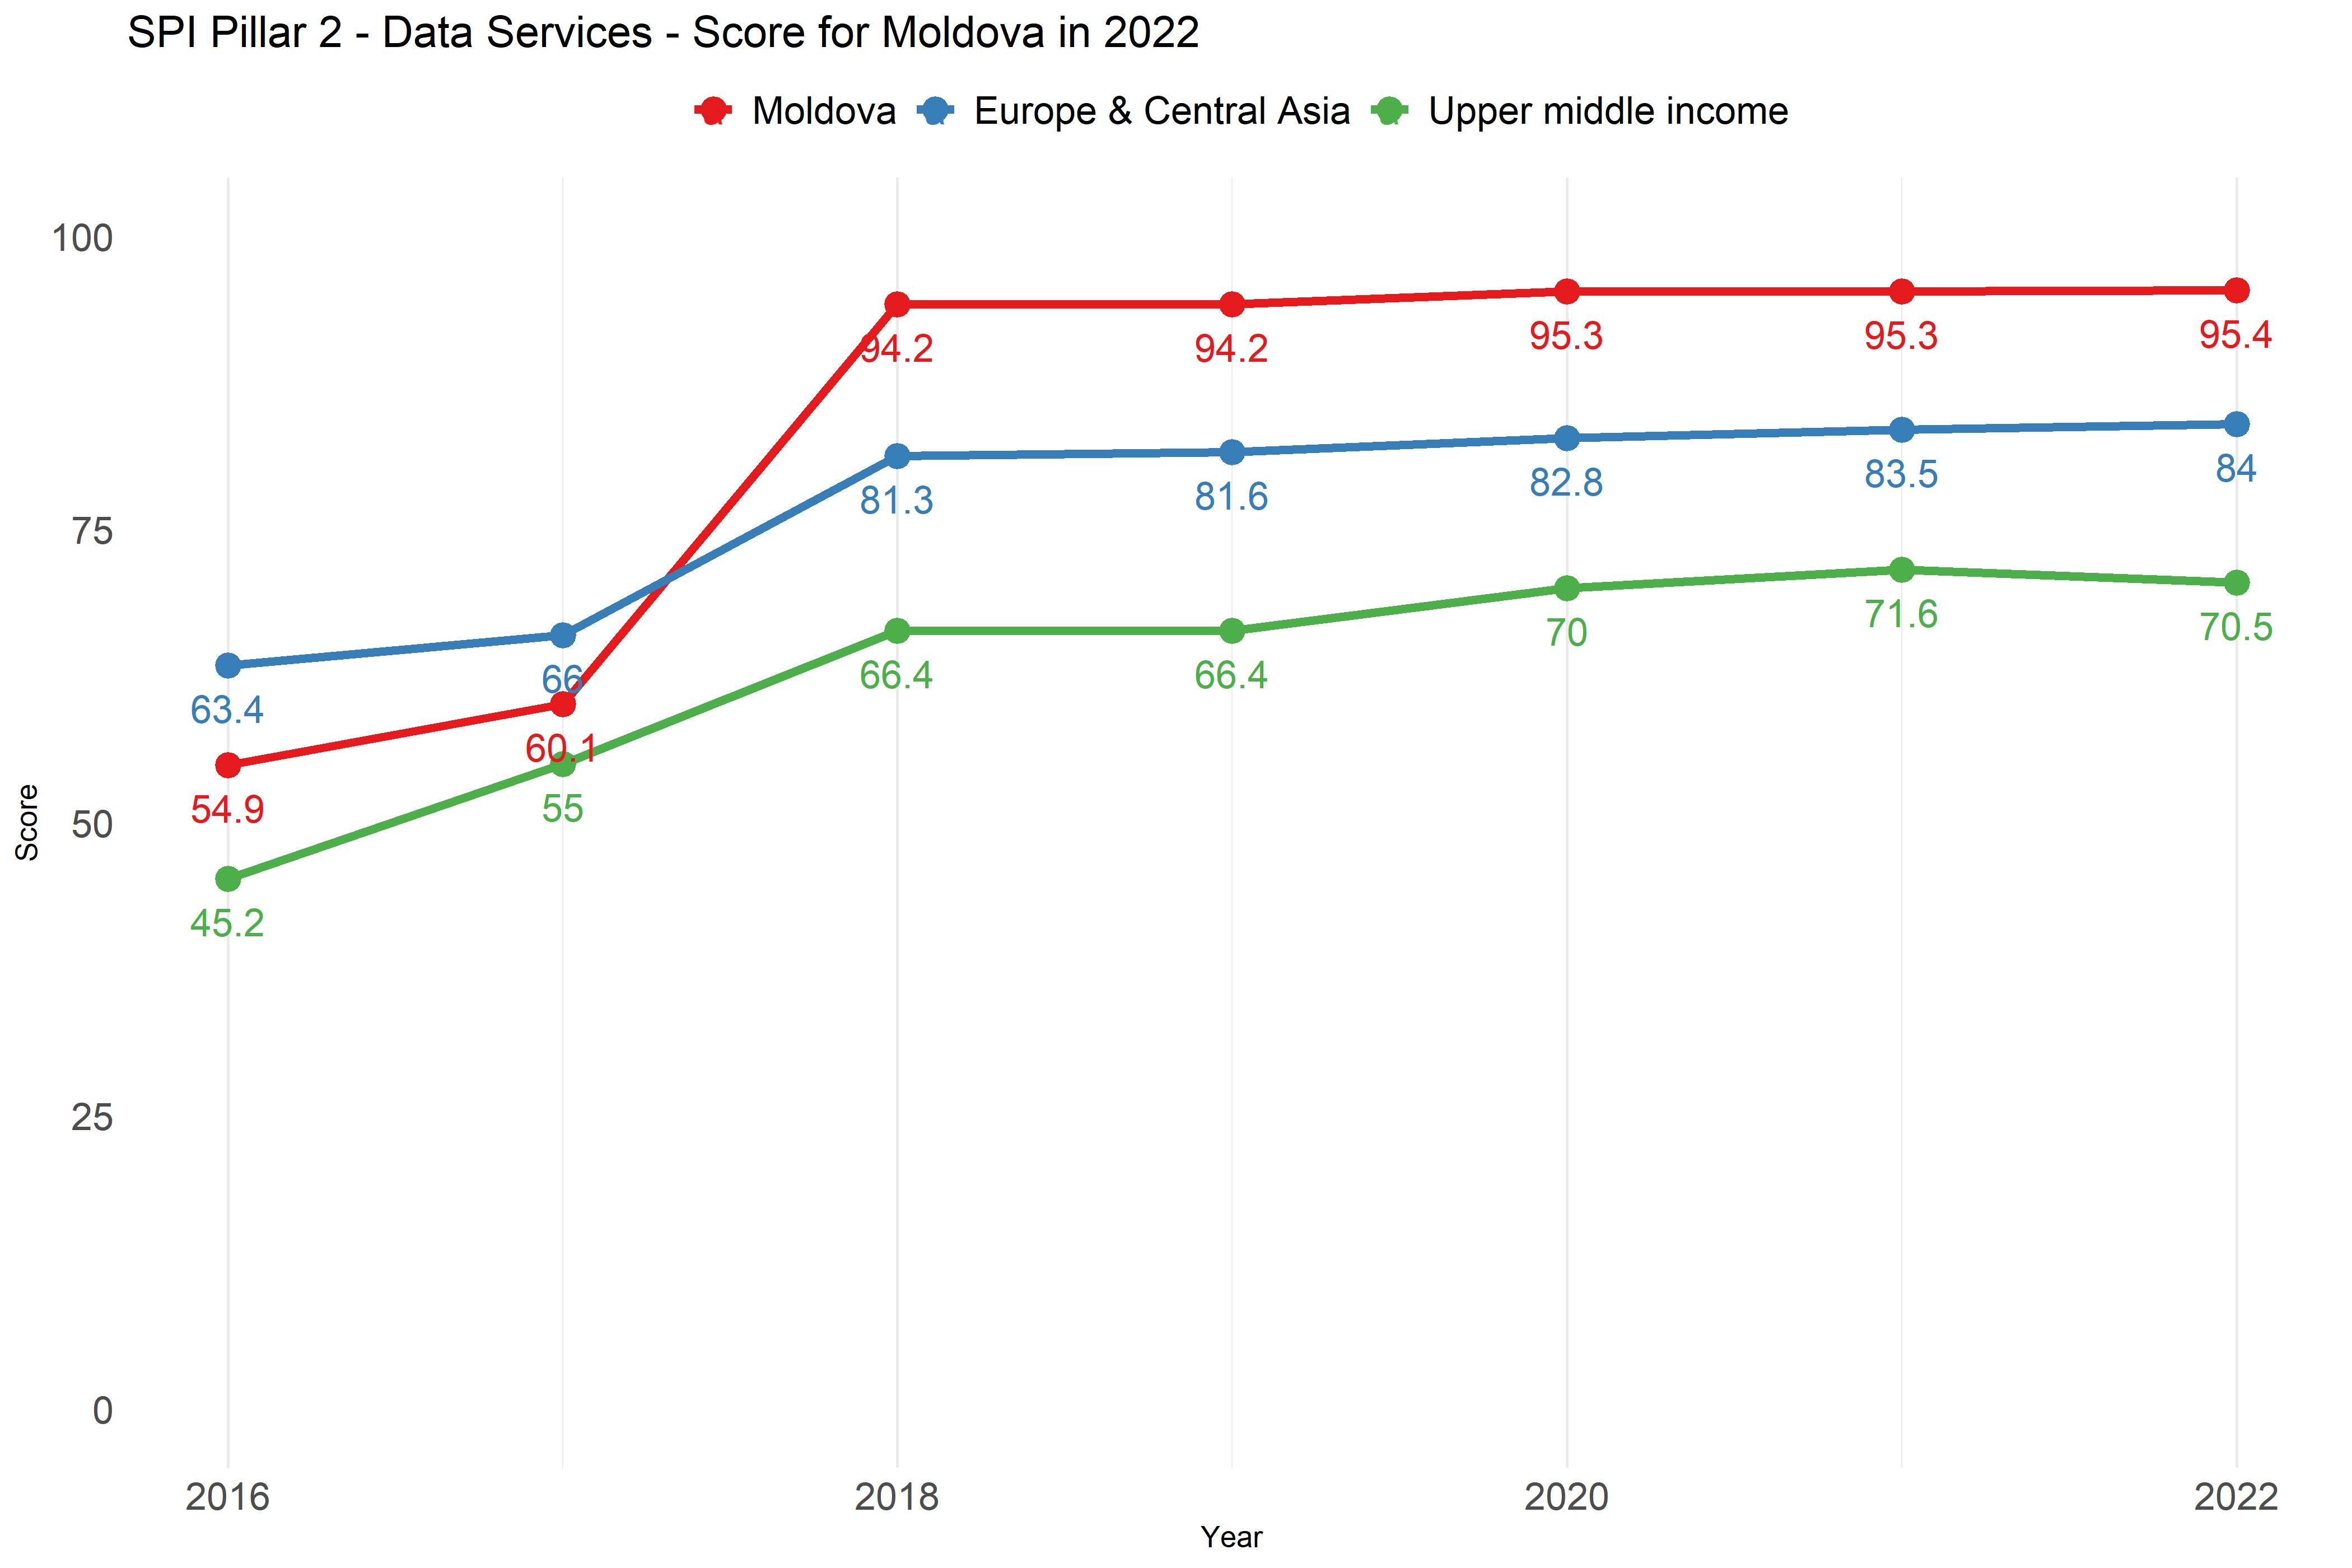 SPI Pillar 2 - Data Services - Score for Moldova in 2022
Moldova Europe & Central Asia Upper middle income
100
75
50
25
0
Score
94.2 94.2 95.3 95.3 95.4
81.3 81.6 82.8 83.5 84
63.4 66
54.9 60.1
45.2 55 66.4 66.4 70 71.6 70.5
2016 2018 2020 2022
Year